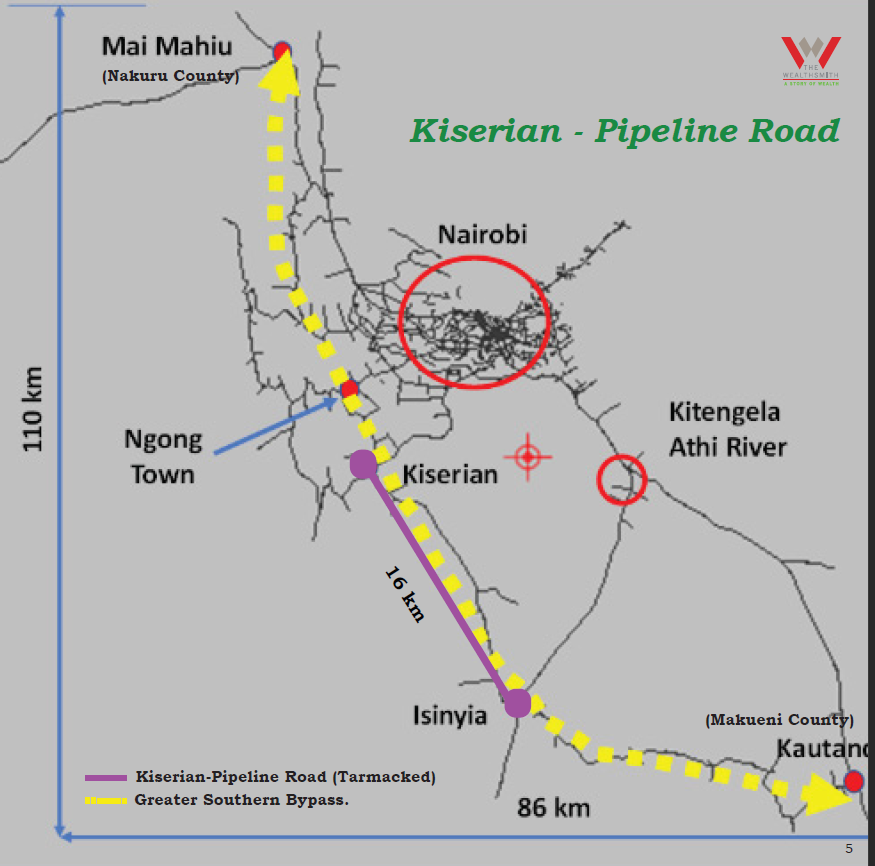 Mai Mahiu
(Nakuru County)
THE
WEALTHSMITH
A STORY OF WEALTH
Kiserian - Pipeline Road
Nairobi
110 km
Kitengela
Athi River
Ngong
Town
Kiserian
16 km
Isinyia
(Makueni County)
Kautand
Kiserian-Pipeline Road (Tarmacked)
Greater Southern Bypass.
86 km
5